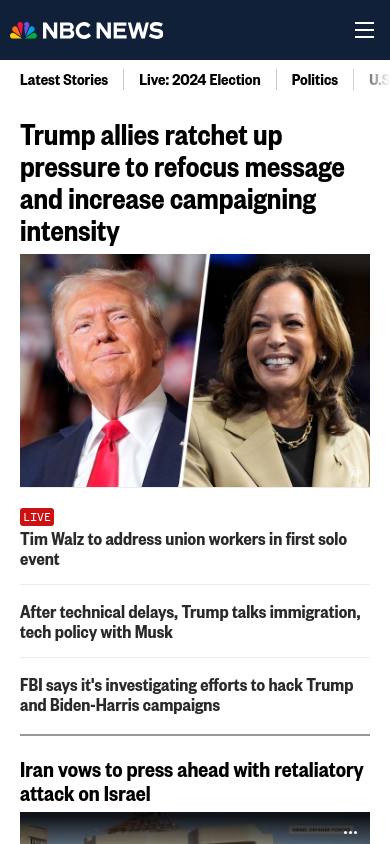 NBC NEWS
Latest Stories
Live: 2024 Election
Politics
U.S
Trump allies ratchet up
pressure to refocus message
and increase campaigning
intensity
LIVE
Tim Walz to address union workers in first solo
event
After technical delays, Trump talks immigration,
tech policy with Musk
FBI says it's investigating efforts to hack Trump
and Biden-Harris campaigns
Iran vows to press ahead with retaliatory
attack on Israel